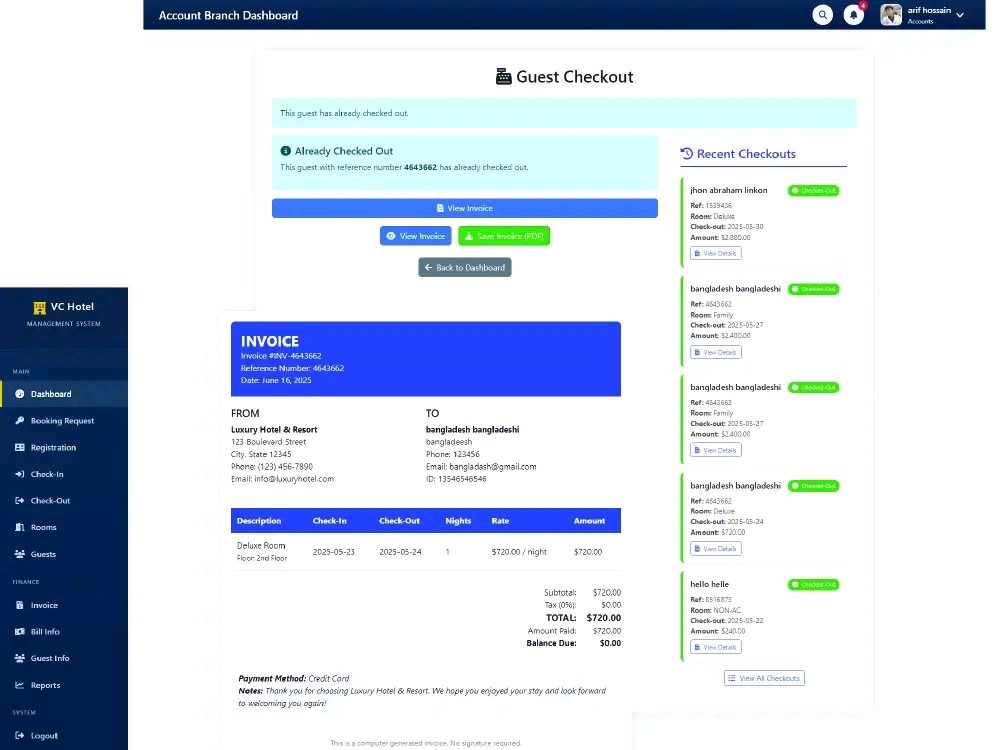 Account Branch Dashboard
4
arif hossain
Accounts
Guest Checkout
This guest has already checked out.
Already Checked Out
This guest with reference number 4643662 has already checked out.
View Invoice
View Invoice
Save Invoice (PDF)
Back to Dashboard
Recent Checkouts
jhon abraham linkon
Checked-Out
Ref: 1539436
Room: Deluxe
Check-out: 2025-05-30
Amount: $2,880.00
View Details
bangladesh bangladeshi
Checked-Out
Ref: 4643662
Room: Family
Check-out: 2025-05-27
Amount: $2,400.00
View Details
bangladesh bangladeshi
Checked-Out
Ref: 4643662
Room: Family
Check-out: 2025-05-27
Amount: $2,400.00
View Details
bangladesh bangladeshi
Checked-Out
Ref: 4643662
Room: Deluxe
Check-out: 2025-05-24
Amount: $720.00
View Details
hello helle
Checked-Out
Ref: 8516875
Room: NON-AC
Check-out: 2025-05-22
Amount: $240.00
View Details
View All Checkouts
VC Hotel
MANAGEMENT SYSTEM
MAIN
Dashboard
Booking Request
Registration
Check-In
Check-Out
Rooms
Guests
FINANCE
Invoice
Bill Info
Guest Info
Reports
SYSTEM
Logout
INVOICE
Invoice #INV-4643662
Reference Number: 4643662
Date: June 16, 2025
FROM
Luxury Hotel & Resort
123 Boulevard Street
City, State 12345
Phone: (123) 456-7890
Email: info@luxuryhotel.com
TO
bangladesh bangladeshi
bangladeesh
Phone: 123456
Email: bangladash@gmail.com
ID: 13546546546
Description Check-In Check-Out Nights Rate Amount
Deluxe Room 2025-05-23 2025-05-24 1 $720.00 / night $720.00
Floor: 2nd Floor
Subtotal: $720.00
Tax (0%): $0.00
TOTAL: $720.00
Amount Paid: $720.00
Balance Due: $0.00
Payment Method: Credit Card
Notes: Thank you for choosing Luxury Hotel & Resort. We hope you enjoyed your stay and look forward
to welcoming you again!
This is a computer generated invoice. No signature required.